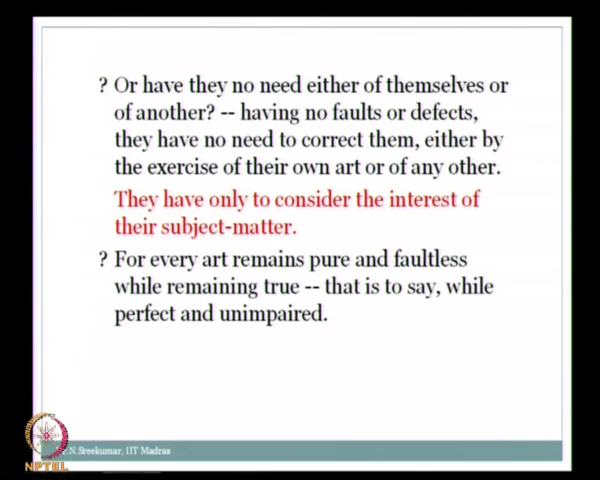 ? Or have they no need either of themselves or
of another? -- having no faults or defects,
they have no need to correct them, either by
the exercise of their own art or of any other.
They have only to consider the interest of
their subject-matter.
? For every art remains pure and faultless
while remaining true -- that is to say, while
perfect and unimpaired.
N.Sreekumar, IIT Madras
NPTEL